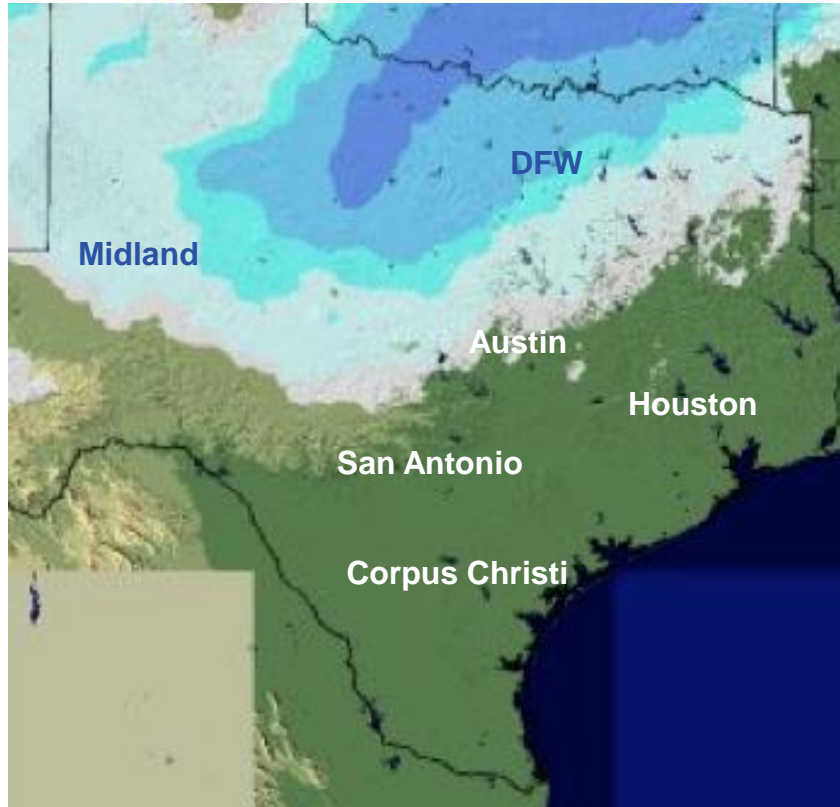 DFW
Midland
Austin
Houston
San Antonio
Corpus Christi